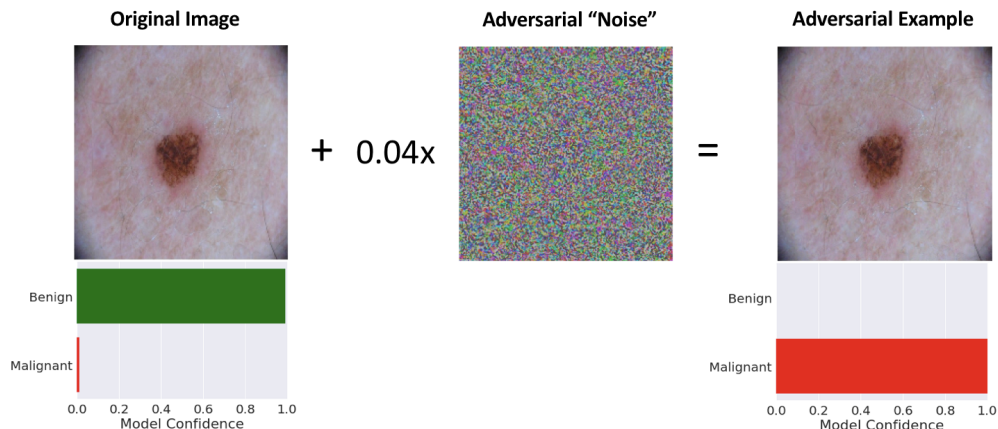 Original Image
Adversarial “Noise”
Adversarial Example
+ 0.04x
=
Benign
Malignant
0.0 0.2 0.4 0.6 0.8 1.0
Model Confidence
Benign
Malignant
0.0 0.2 0.4 0.6 0.8 1.0
Model Confidence